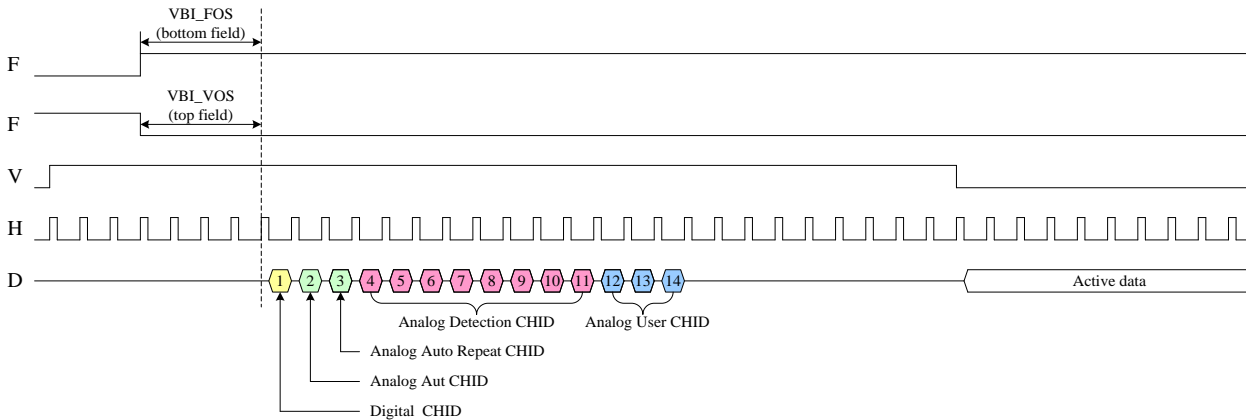 VBI_FOS
(bottom field)
F
VBI_VOS
(top field)
F
V
H
D
1 2 3 4 5 6 7 8 9 10 11 12 13 14
Active data
Analog Detection CHID
Analog User CHID
Analog Auto Repeat CHID
Analog Aut CHID
Digital CHID